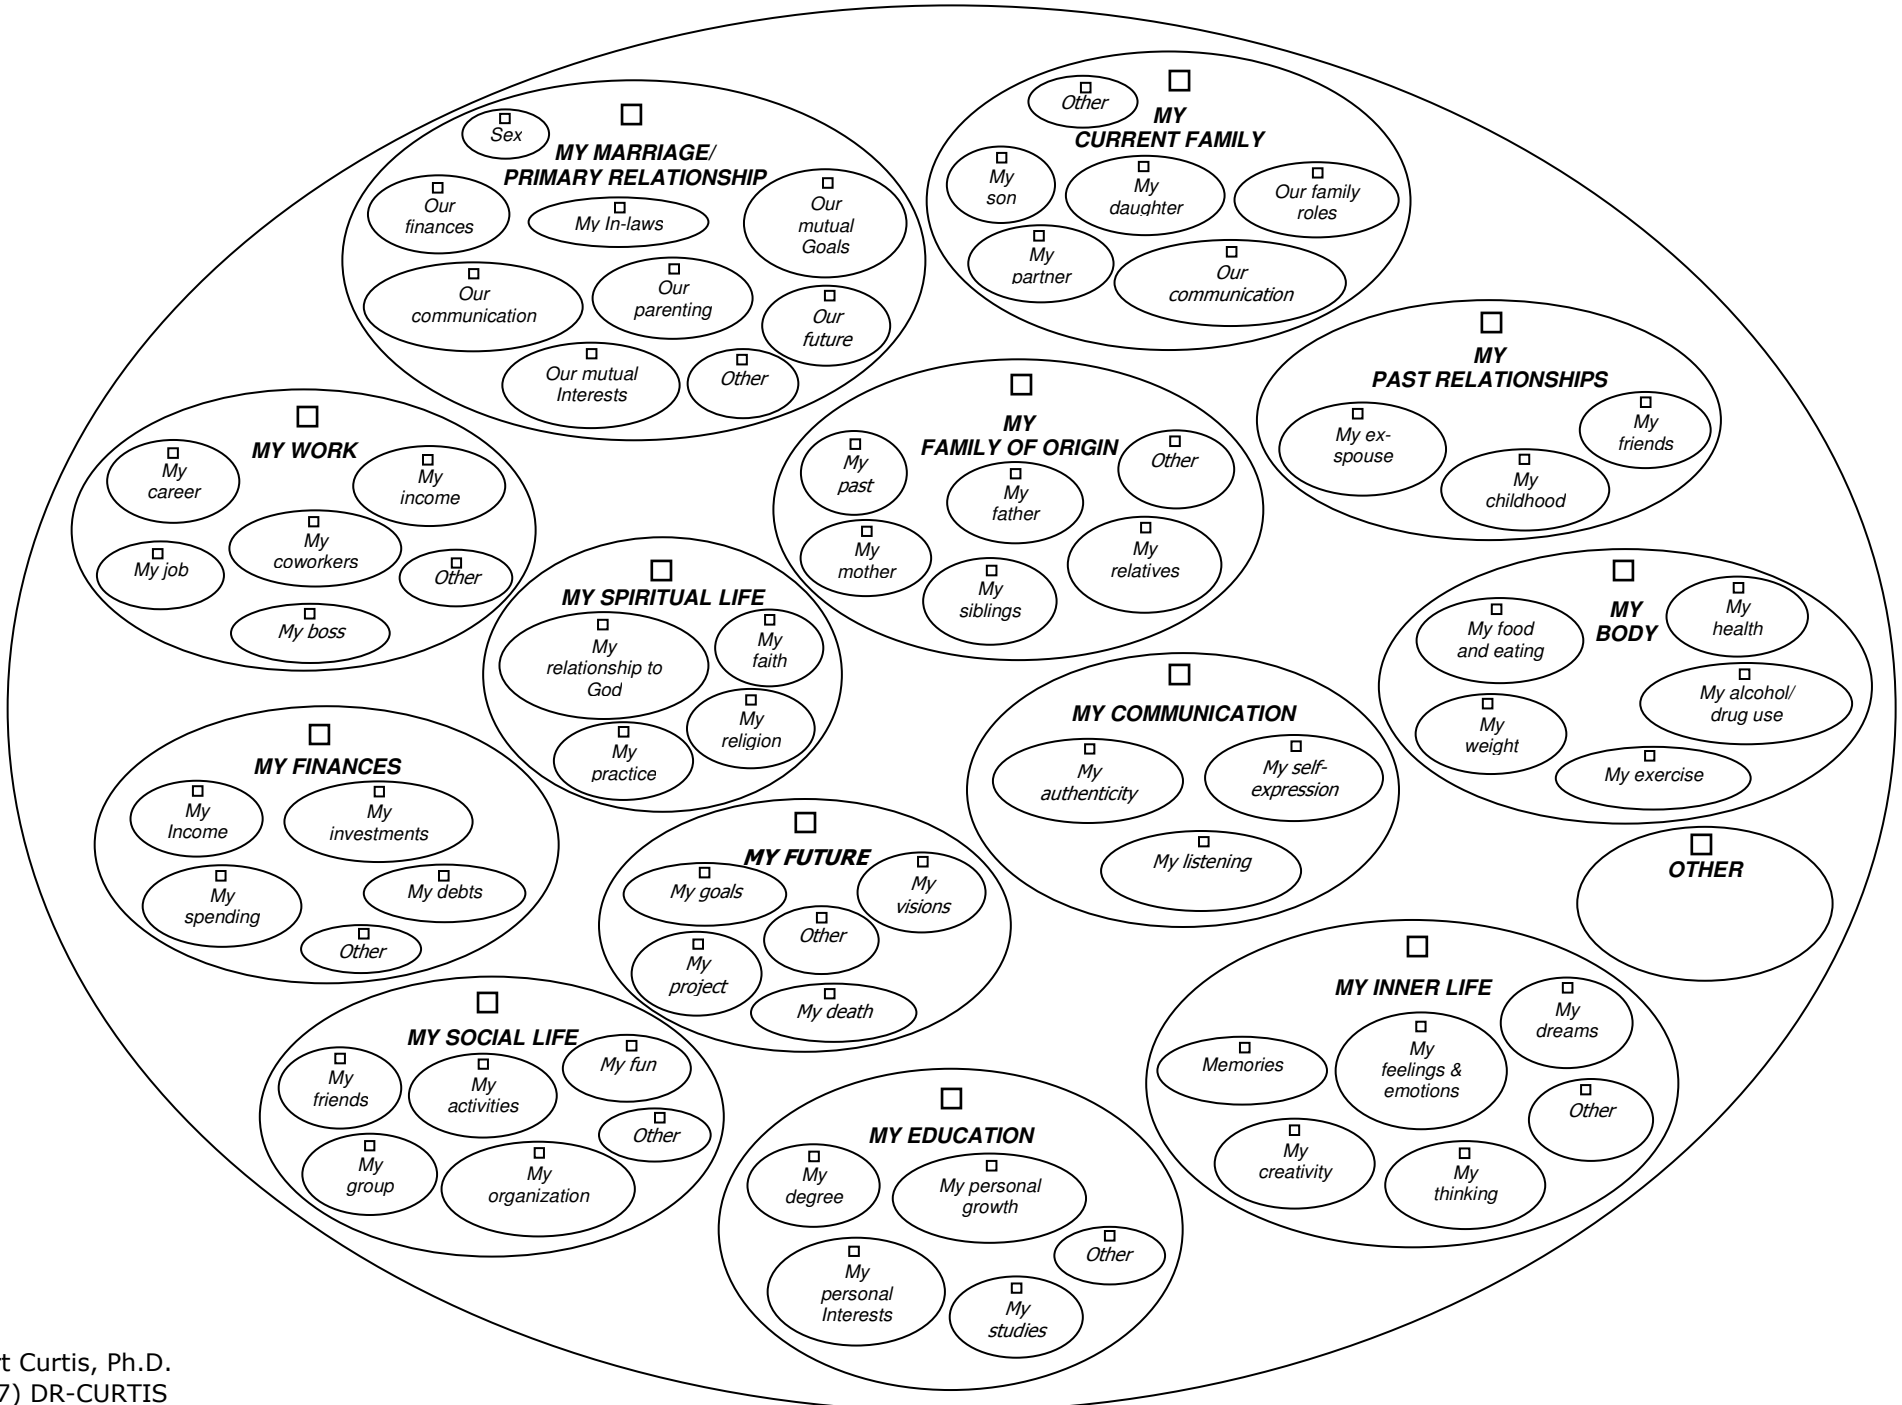 Sex
MY MARRIAGE/
PRIMARY RELATIONSHIP
Our
finances
My In-laws
Our
mutual
Goals
Our
communication
Our
parenting
Our
future
Our mutual
Interests
Other
Other
MY
CURRENT FAMILY
My
son
My
daughter
Our family
roles
My
partner
Our
communication
MY
PAST RELATIONSHIPS
My ex-
spouse
My
childhood
My
friends
MY WORK
My
career
My
income
My
coworkers
My job
Other
My boss
MY
FAMILY OF ORIGIN
My
past
My
father
Other
My
mother
My
siblings
My
relatives
MY SPIRITUAL LIFE
My
relationship to
God
My
faith
My
religion
My
practice
MY
BODY
My food
and eating
My
health
My alcohol/
drug use
My
weight
My exercise
MY COMMUNICATION
My
authenticity
My self-
expression
My listening
MY FINANCES
My
Income
My
investments
My
spending
My debts
Other
MY FUTURE
My goals
My
visions
Other
My
project
My death
OTHER
MY INNER LIFE
Memories
My
feelings &
emotions
My
dreams
Other
My
creativity
My
thinking
MY SOCIAL LIFE
My
friends
My
activities
My fun
Other
My
group
My
organization
MY EDUCATION
My
degree
My personal
growth
Other
My
personal
Interests
My
studies
rt Curtis, Ph.D.
7) DR-CURTIS